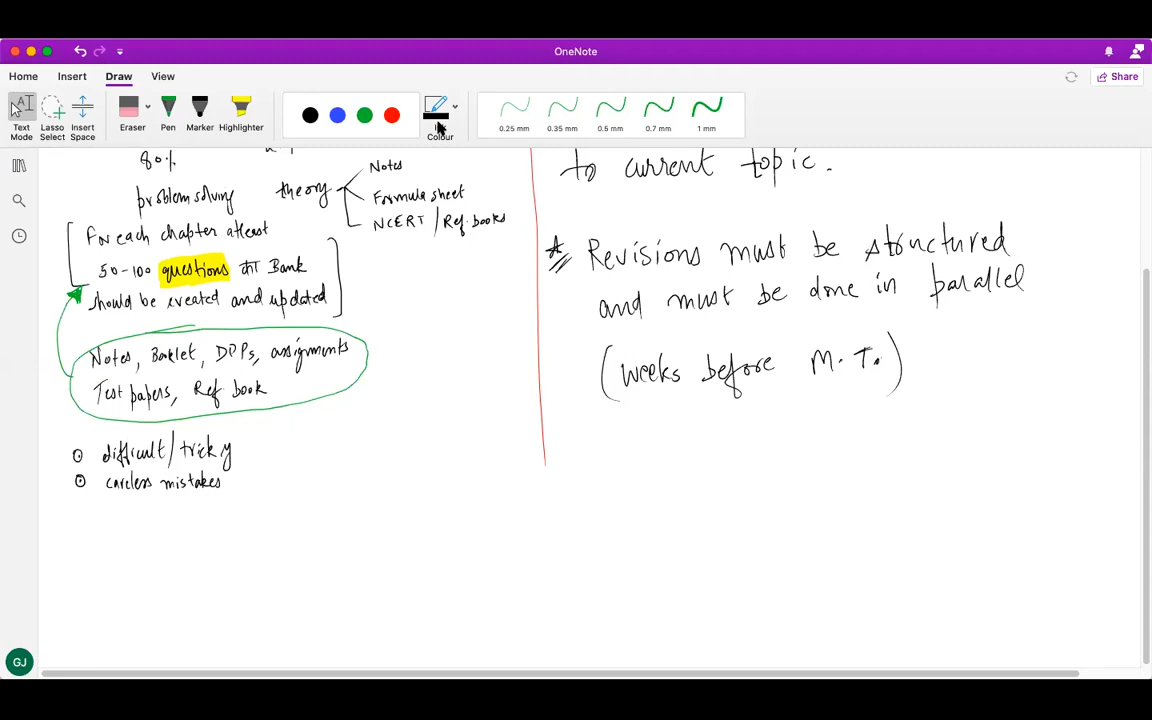 OneNote
Home Insert Draw View
Share
Text Mode
Lasso Select
Insert Space
Eraser
Pen
Marker
Highlighter
Colour
0.25 mm
0.35 mm
0.5 mm
0.7 mm
1 mm
80%
problem solving
theory
Notes
Formula sheet
NCERT / Ref. books
For each chapter atleast
50-100 questions Bank
should be created and updated
Notes, Booklet, DPPs, assignments
Test papers, Ref book
difficult/tricky
careless mistakes
to current topic.
Revisions must be structured
and must be done in parallel
(weeks before M.T.)
GJ